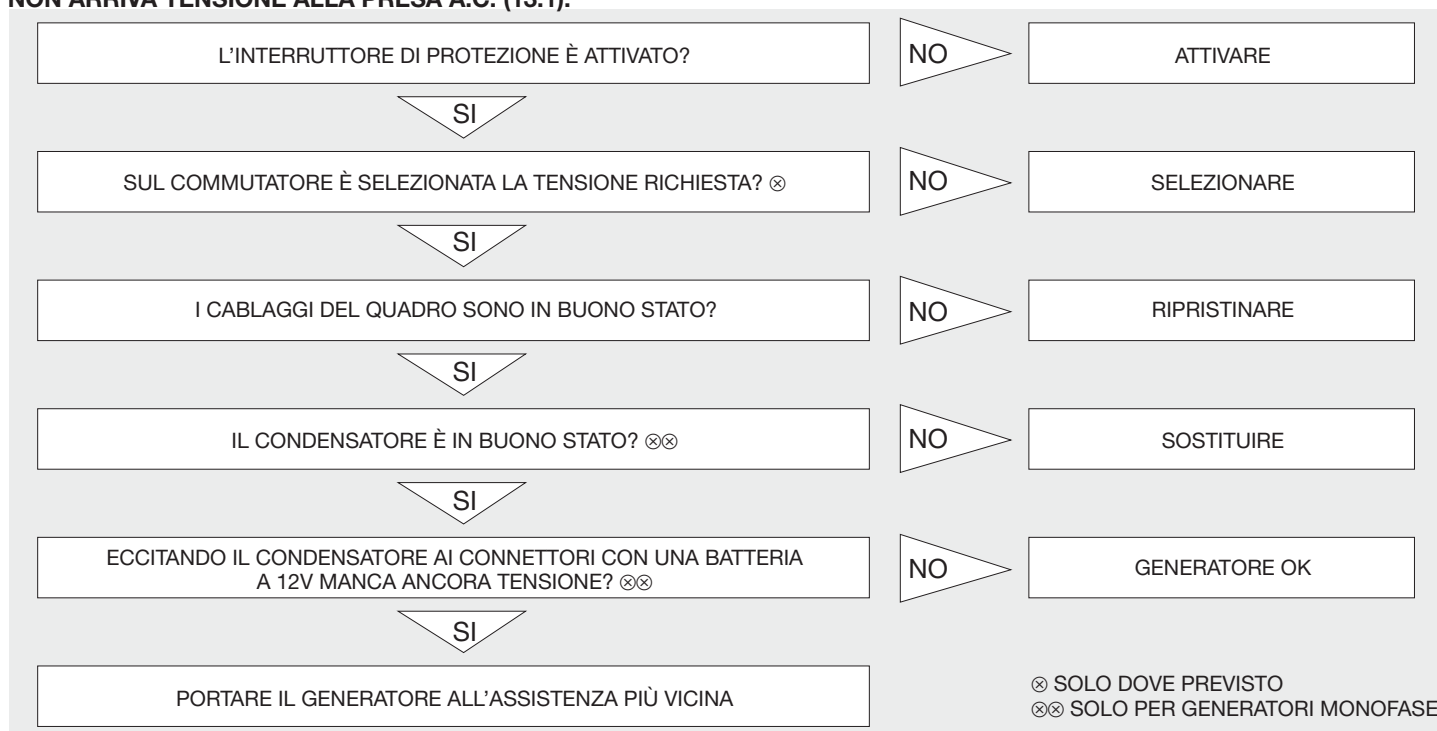 NON ARRIVA TENSIONE ALLA PRESA A.C. (13.1).
L'INTERRUTTORE DI PROTEZIONE È ATTIVATO?
NO
ATTIVARE
SI
SUL COMMUTATORE È SELEZIONATA LA TENSIONE RICHIESTA? ⊗
NO
SELEZIONARE
SI
I CABLAGGI DEL QUADRO SONO IN BUONO STATO?
NO
RIPRISTINARE
SI
IL CONDENSATORE È IN BUONO STATO? ⊗⊗
NO
SOSTITUIRE
SI
ECCITANDO IL CONDENSATORE AI CONNETTORI CON UNA BATTERIA
A 12V MANCA ANCORA TENSIONE? ⊗⊗
NO
GENERATORE OK
SI
PORTARE IL GENERATORE ALL'ASSISTENZA PIÙ VICINA
⊗ SOLO DOVE PREVISTO
⊗⊗ SOLO PER GENERATORI MONOFASE